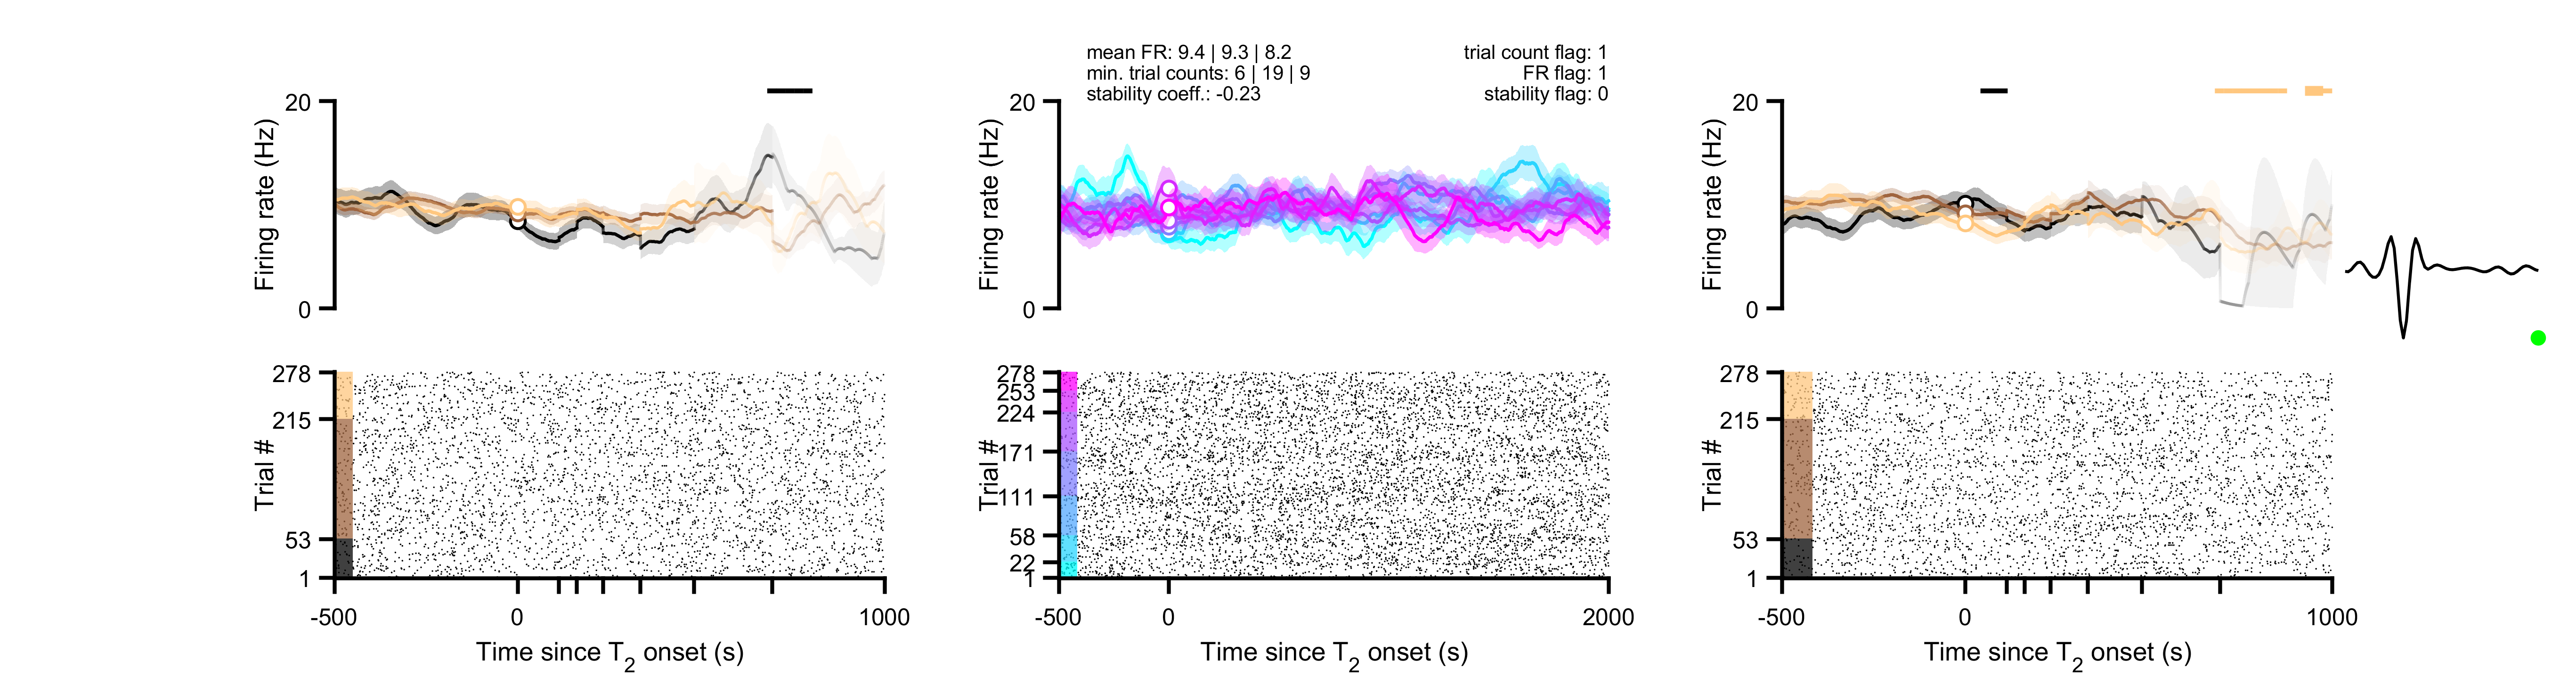 mean FR: 9.4 | 9.3 | 8.2
min. trial counts: 6 | 19 | 9
stability coeff.: -0.23
trial count flag: 1
FR flag: 1
stability flag: 0
20
0
Firing rate (Hz)
278
215
53
1
Trial #
-500
0
1000
Time since T2 onset (s)
20
0
Firing rate (Hz)
278
253
224
171
111
58
22
1
Trial #
-500
0
2000
Time since T2 onset (s)
20
0
Firing rate (Hz)
278
215
53
1
Trial #
-500
0
1000
Time since T2 onset (s)